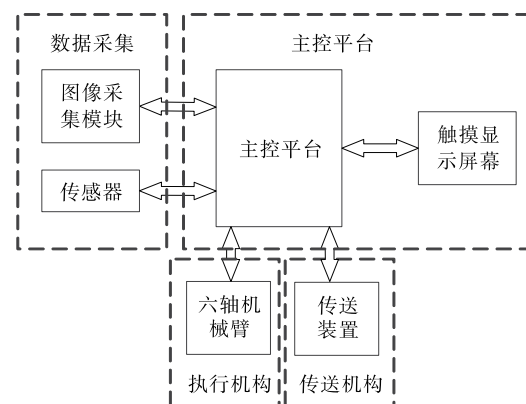 数据采集
主控平台
图像采
集模块
主控平台
触摸显
示屏幕
传感器
六轴机
械臂
传送
装置
执行机构
传送机构